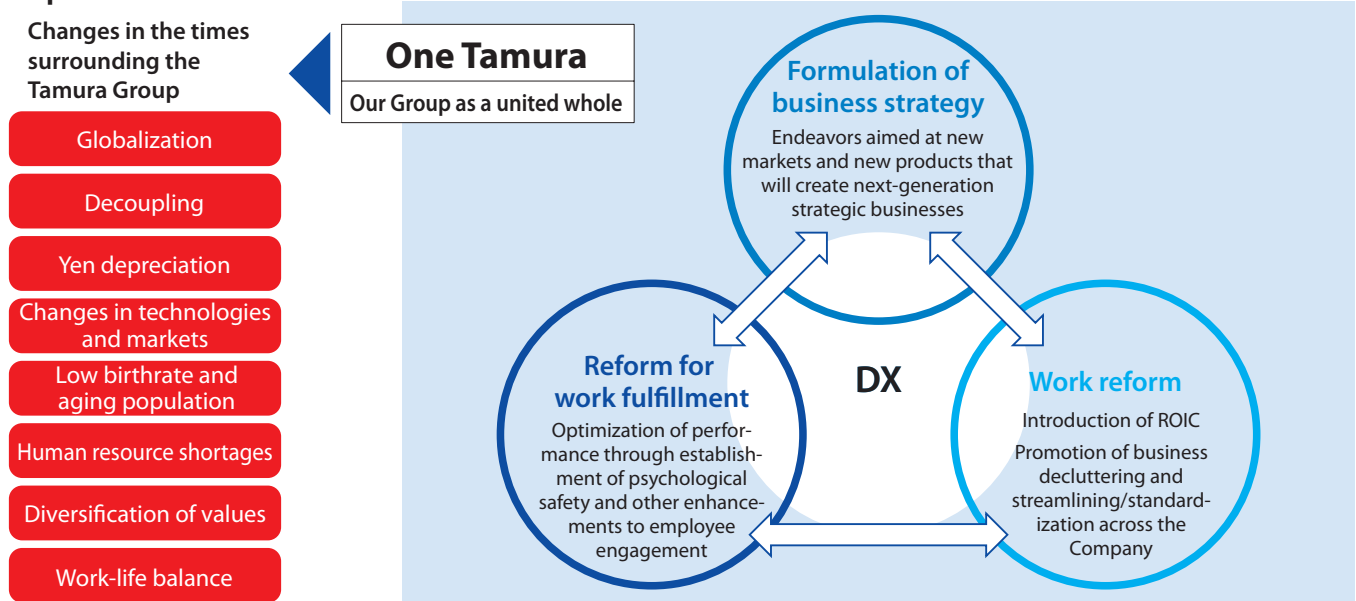 Changes in the times
surrounding the
Tamura Group
Globalization
Decoupling
Yen depreciation
Changes in technologies
and markets
Low birthrate and
aging population
Human resource shortages
Diversification of values
Work-life balance
One Tamura
Our Group as a united whole
Formulation of
business strategy
Endeavors aimed at new
markets and new products that
will create next-generation
strategic businesses
Reform for
work fulfillment
Optimization of perfor-
mance through establish-
ment of psychological
safety and other enhance-
ments to employee
engagement
DX
Work reform
Introduction of ROIC
Promotion of business
decluttering and
streamlining/standard-
ization across the
Company